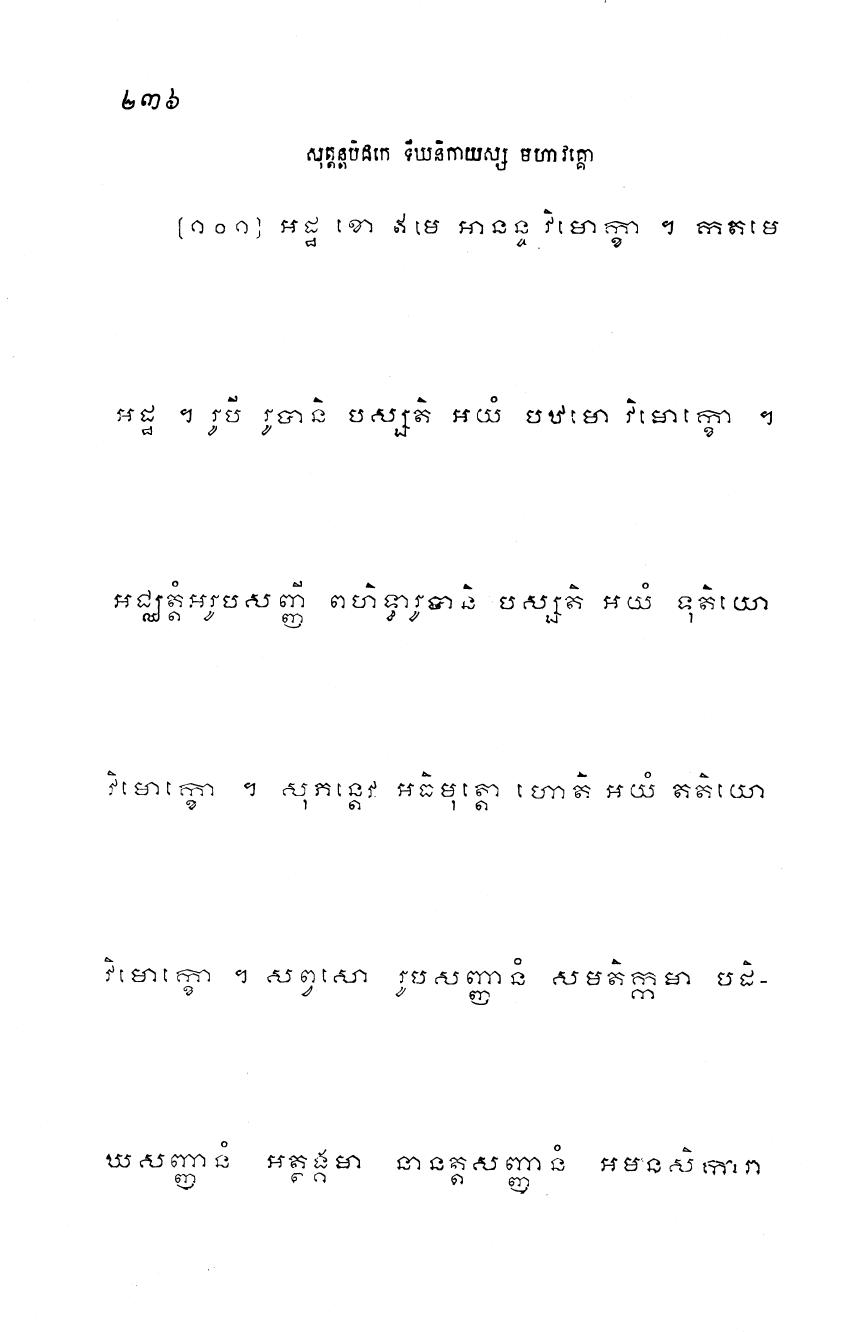 ២៣៦
សុត្តន្តបិដកេ ទីឃនិកាយស្ស មហាវគ្គោ
[១០១] អដ្ឋ ខោ ឥមេ អានន្ទ វិមោក្ខា ។ កតមេ
អដ្ឋ ។ រូបី រូបានិ បស្សតិ អយំ បឋមោ វិមោក្ខោ ។
អជ្ឈត្តំអរូបសញ្ញី ពហិទ្ធារូបានិ បស្សតិ អយំ ទុតិយោ
វិមោក្ខោ ។ សុភន្តេវ អធិមុត្តោ ហោតិ អយំ តតិយោ
វិមោក្ខោ ។ សព្វសោ រូបសញ្ញានំ សមតិក្កមា បដិ-
ឃសញ្ញានំ អត្ថង្គមា នានត្តសញ្ញានំ អមនសិការា